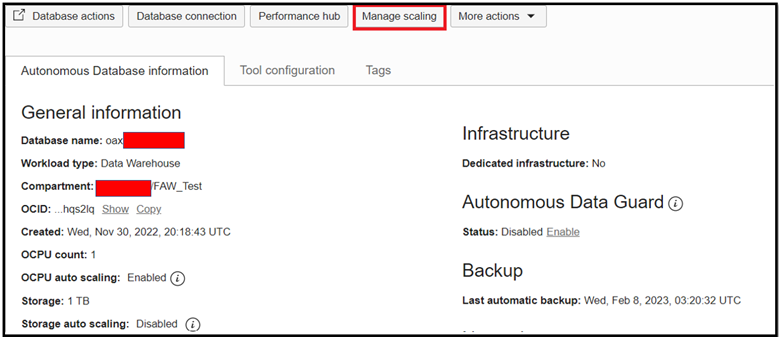 Database actions
Database connection
Performance hub
Manage scaling
More actions
Autonomous Database information
Tool configuration
Tags
General information
Database name: oax
Workload type: Data Warehouse
Compartment: /FAW_Test
OCID: ...hqs2lq Show Copy
Created: Wed, Nov 30, 2022, 20:18:43 UTC
OCPU count: 1
OCPU auto scaling: Enabled i
Storage: 1 TB
Storage auto scaling: Disabled i
Infrastructure
Dedicated infrastructure: No
Autonomous Data Guard i
Status: Disabled Enable
Backup
Last automatic backup: Wed, Feb 8, 2023, 03:20:32 UTC